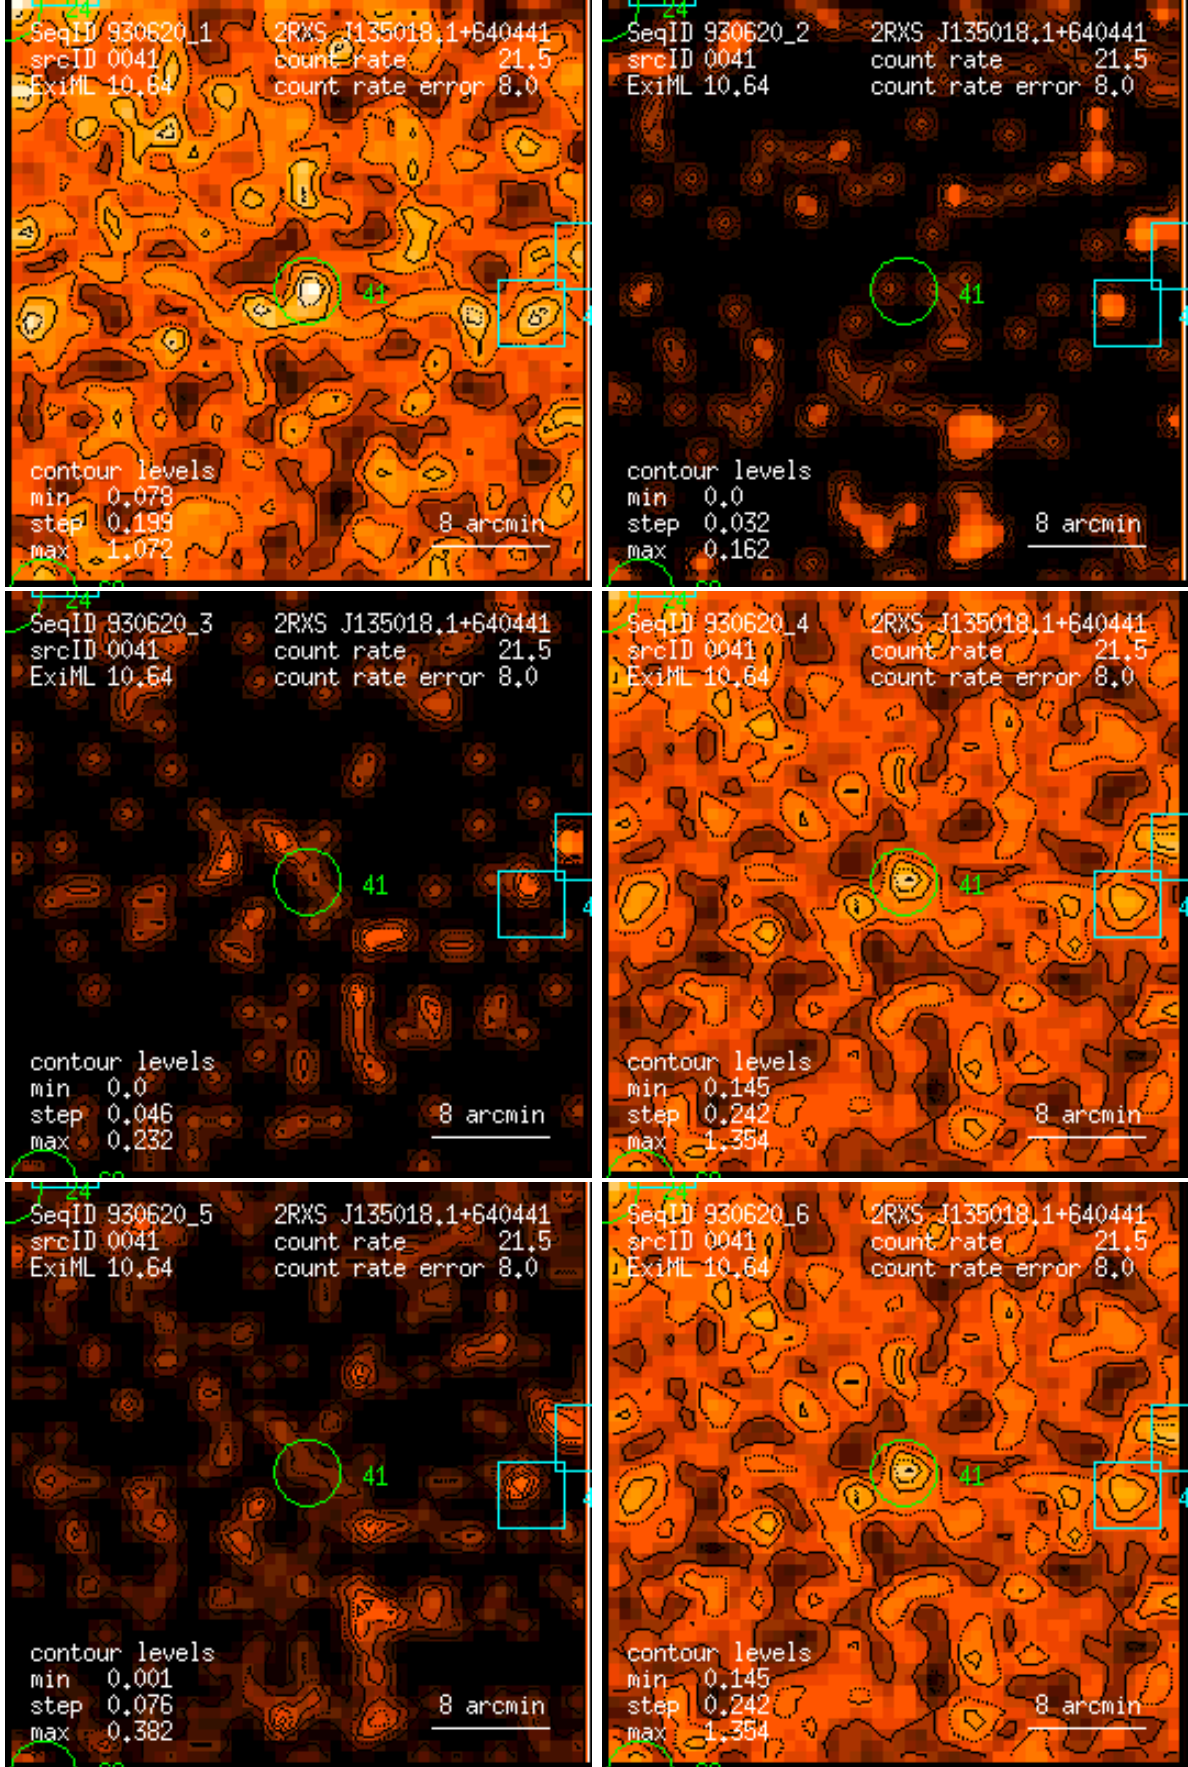 24
SeqID 930620_1 2RXS J135018.1+640441
srcID 0041 count rate 21.5
ExiML 10.64 count rate error 8.0
41
contour levels
min 0.078
step 0.199
max 1.072
8 arcmin
24
SeqID 930620_2 2RXS J135018.1+640441
srcID 0041 count rate 21.5
ExiML 10.64 count rate error 8.0
41
contour levels
min 0.0
step 0.032
max 0.162
8 arcmin
24
SeqID 930620_3 2RXS J135018.1+640441
srcID 0041 count rate 21.5
ExiML 10.64 count rate error 8.0
41
contour levels
min 0.0
step 0.046
max 0.232
8 arcmin
24
SeqID 930620_4 2RXS J135018.1+640441
srcID 0041 count rate 21.5
ExiML 10.64 count rate error 8.0
41
contour levels
min 0.145
step 0.242
max 1.354
8 arcmin
24
SeqID 930620_5 2RXS J135018.1+640441
srcID 0041 count rate 21.5
ExiML 10.64 count rate error 8.0
41
contour levels
min 0.001
step 0.076
max 0.382
8 arcmin
24
SeqID 930620_6 2RXS J135018.1+640441
srcID 0041 count rate 21.5
ExiML 10.64 count rate error 8.0
41
contour levels
min 0.145
step 0.242
max 1.354
8 arcmin